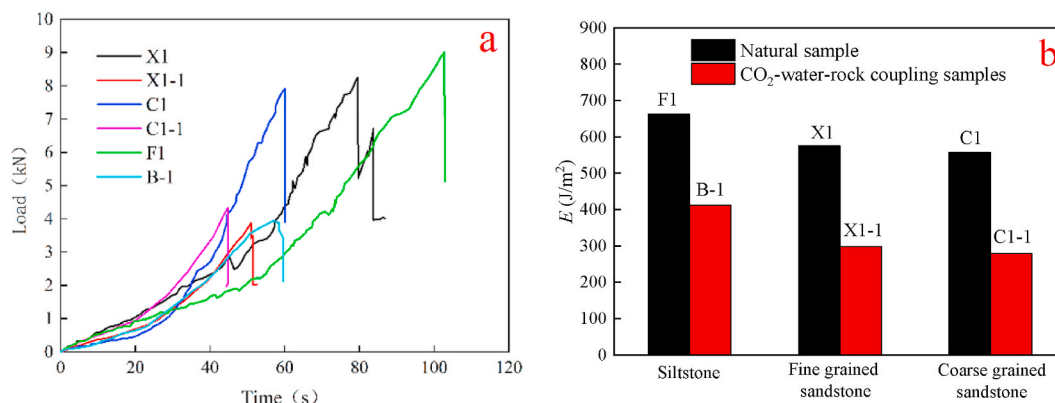 a
10
9
8
7
6
5
4
3
2
1
0
Load（kN）
X1
X1-1
C1
C1-1
F1
B-1
0
20
40
60
80
100
120
Time（s）
b
900
800
700
600
500
400
300
200
100
0
E (J/m²)
Natural sample
CO₂-water-rock coupling samples
F1
B-1
X1
X1-1
C1
C1-1
Siltstone
Fine grained
sandstone
Coarse grained
sandstone